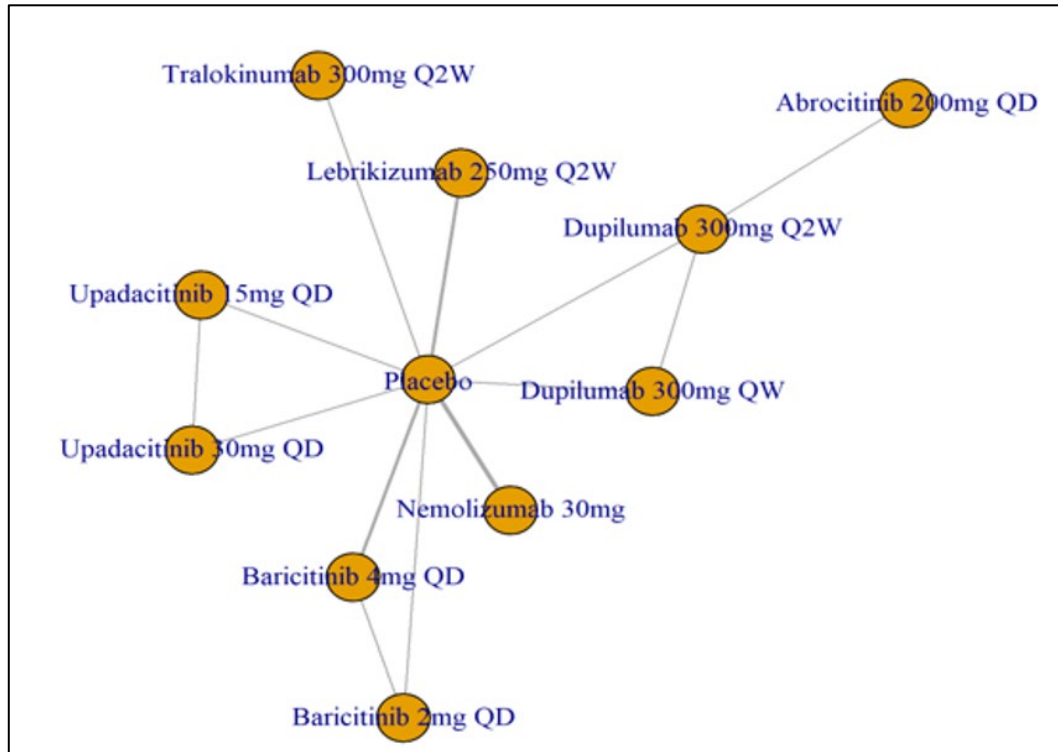 Tralokinumab 300mg Q2W
Abrocitinib 200mg QD
Lebrikizumab 250mg Q2W
Dupilumab 300mg Q2W
Upadacitinib 15mg QD
Placebo
Dupilumab 300mg QW
Upadacitinib 30mg QD
Nemolizumab 30mg
Baricitinib 4mg QD
Baricitinib 2mg QD